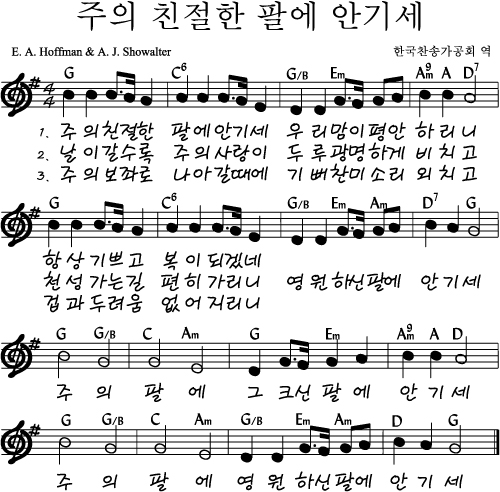 주의 친절한 팔에 안기세
E. A. Hoffman & A. J. Showalter 한국찬송가공회 역
G C6 G/B Em A9m A D7
4/4
1. 주 의친절한 팔에안기세 우 리맘이평안 하 리 니
2. 날 이갈수록 주 의사랑이 두 루광명하게 비 치 고
3. 주 의보좌로 나아갈때에 기 뻐찬미소리 외 치 고
G C6 G/B Em Am D7 G
항 상 기쁘고 복 이 되겠네
천 성 가는길 편 히 가리니 영 원 하신팔에 안 기 세
겁 과 두려움 없 어 지리니
G G/B C Am G Em A9m A D
주 의 팔 에 그 크신 팔 에 안 기 세
G G/B C Am G G/B Em Am D G
주 의 팔 에 영 원 하신팔에 안 기 세